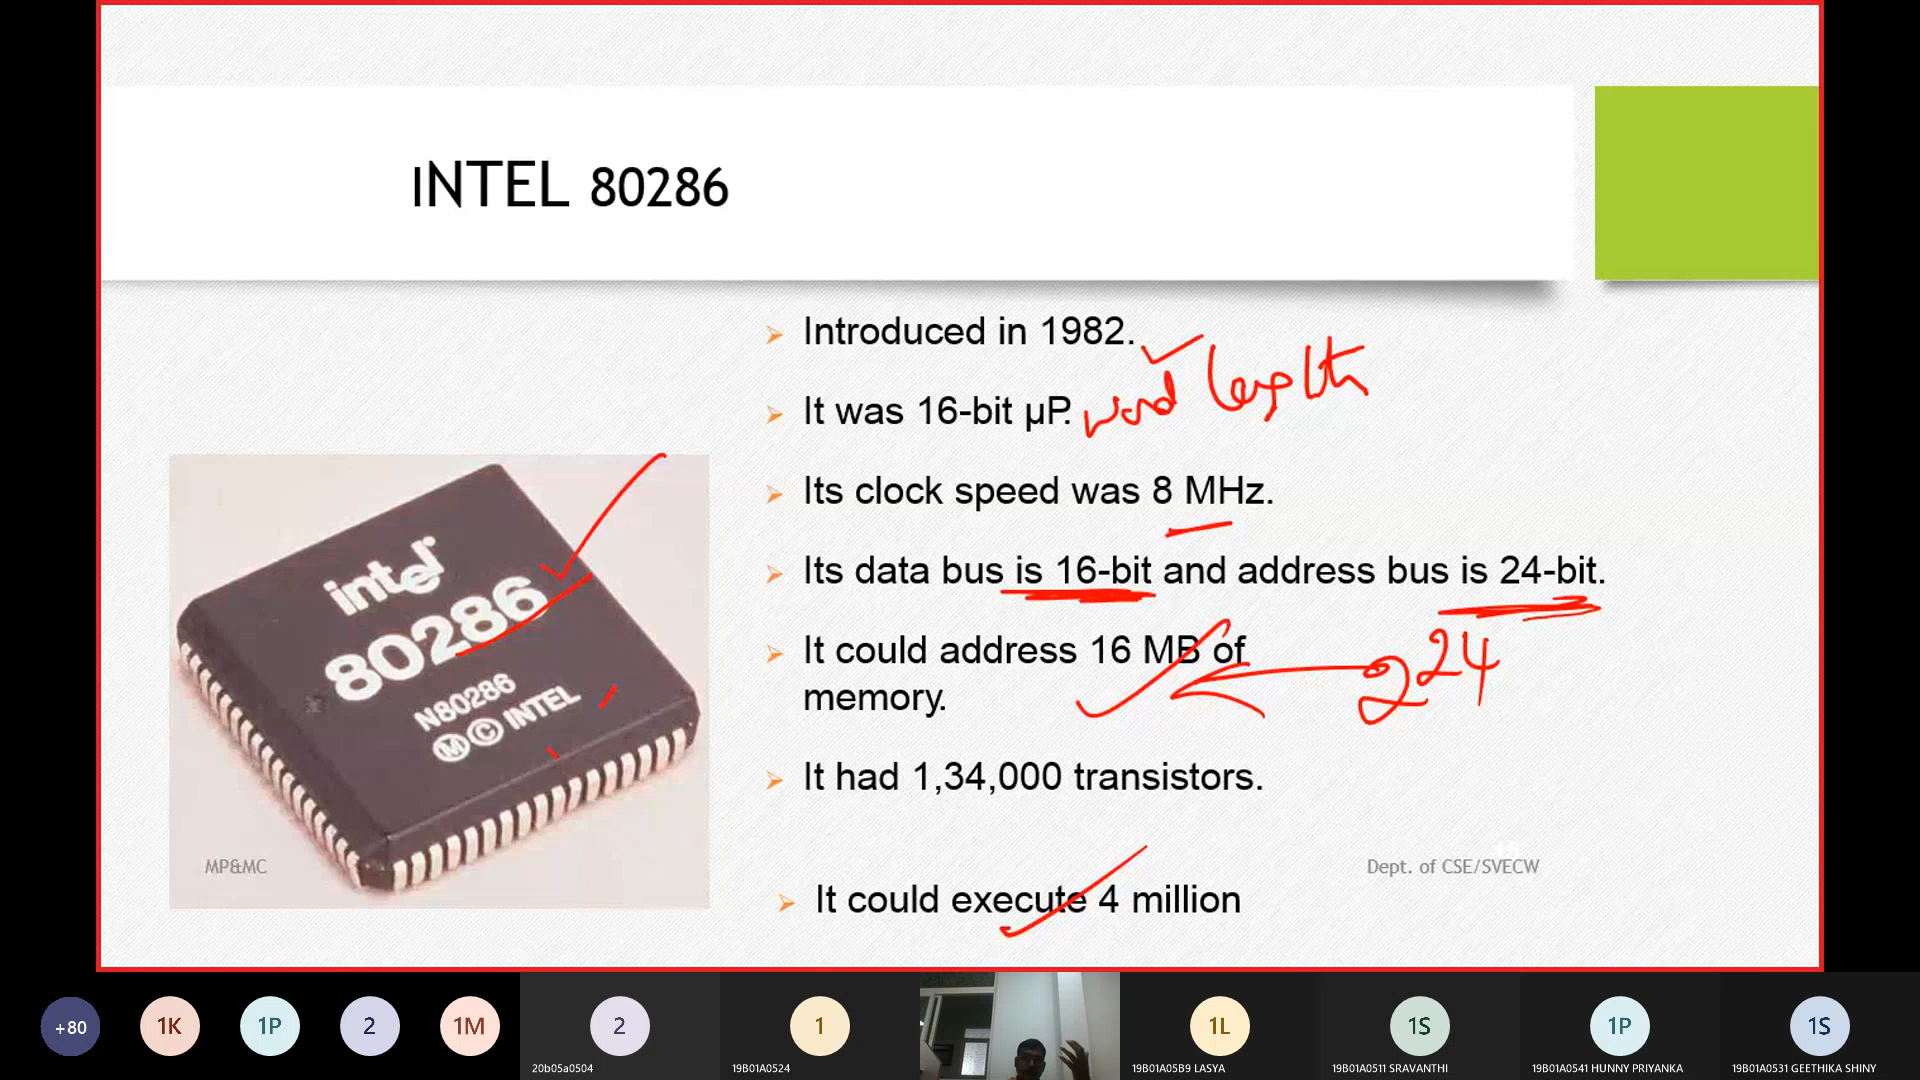 INTEL 80286
Introduced in 1982.
word length
It was 16-bit µP.
Its clock speed was 8 MHz.
Its data bus is 16-bit and address bus is 24-bit.
It could address 16 MB of
memory.
2 24
It had 1,34,000 transistors.
It could execute 4 million
intel
80286
N80286
M C INTEL
MP&MC
Dept. of CSE/SVECW
+80
1K
1P
2
1M
2
1
1L
1S
1P
1S
20b05a0504
19B01A0524
19B01A05B9 LASYA
19B01A0511 SRAVANTHI
19B01A0541 HUNNY PRIYANKA
19B01A0531 GEETHIKA SHINY